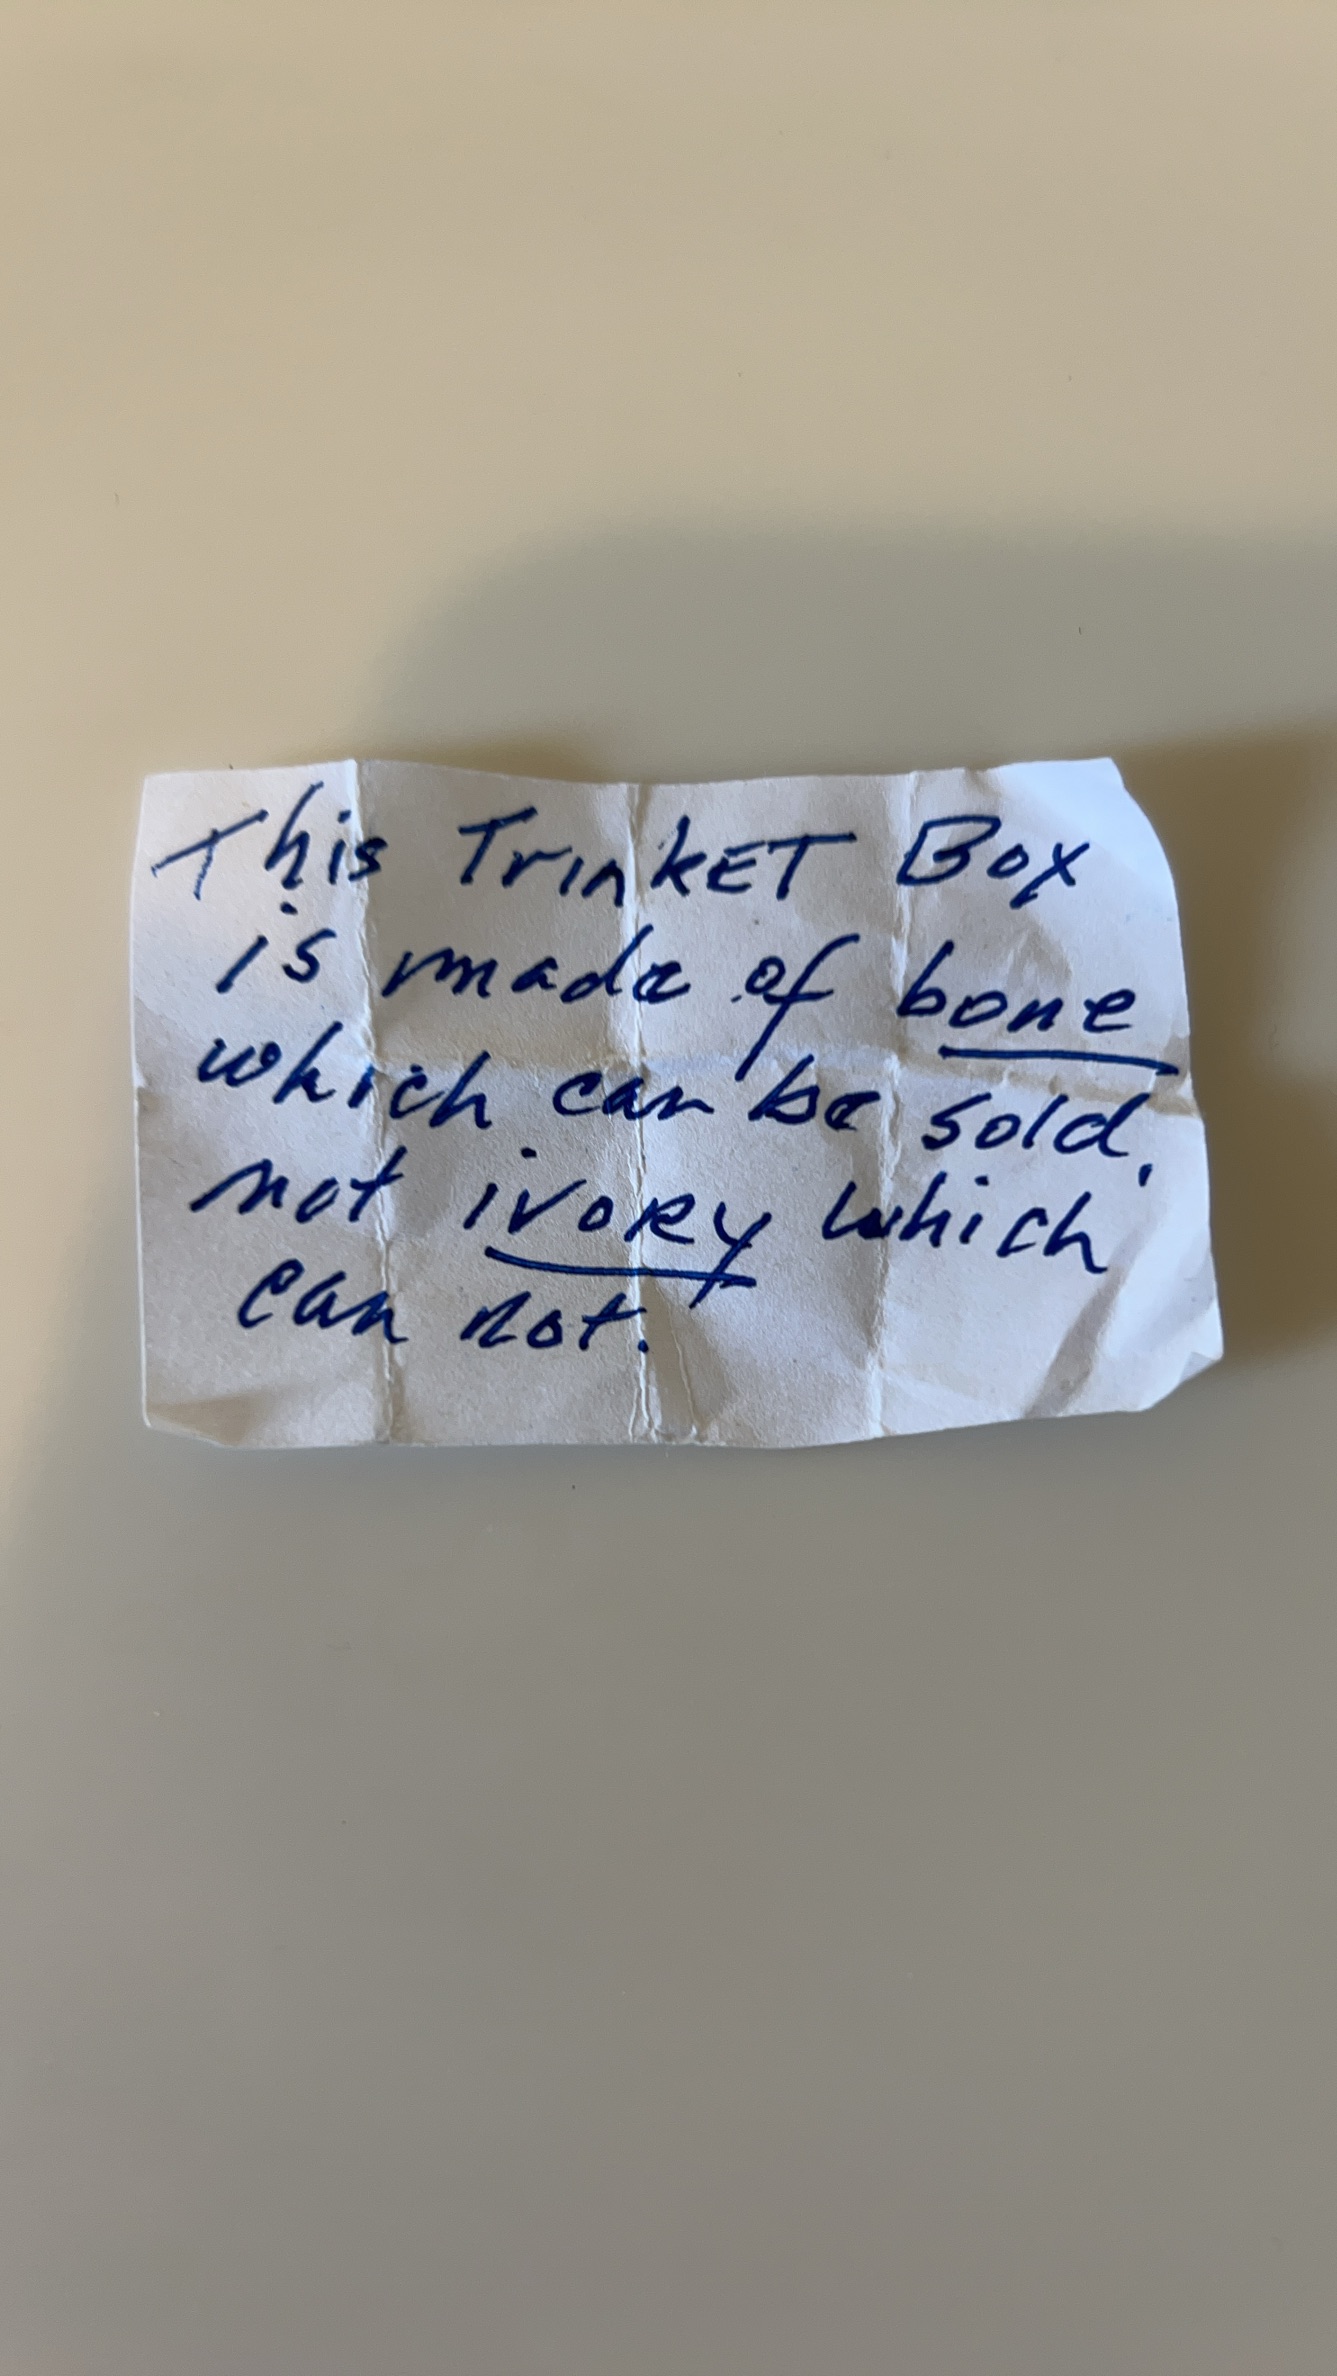 This TrinkET Box
is made of bone
which can be sold,
not ivory which
can not.